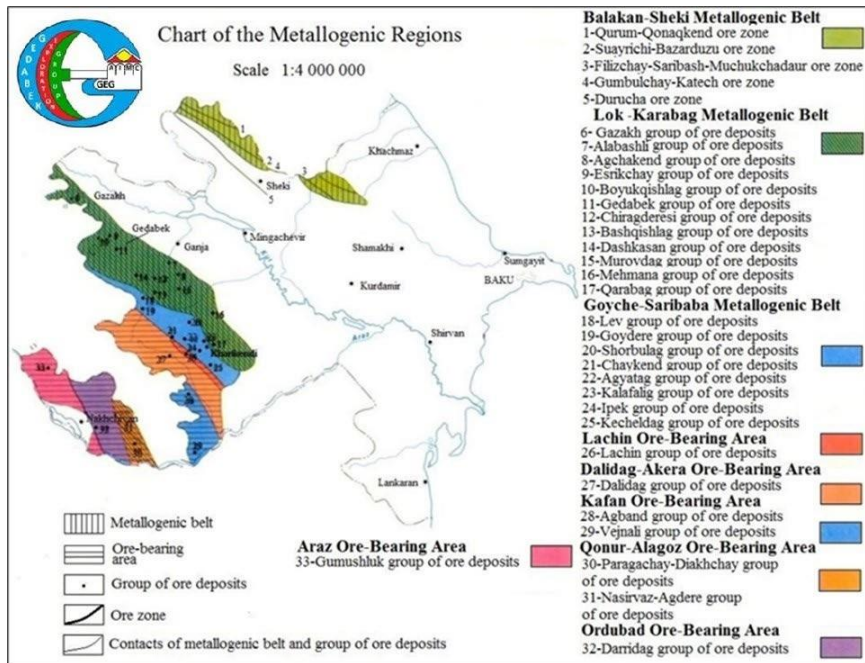 GEDABEK
EXPLORATION
GROUP
AIMC
GEG
Chart of the Metallogenic Regions
Scale 1:4 000 000
Balakan-Sheki Metallogenic Belt
1-Qurum-Qonaqkend ore zone
2-Suayrichi-Bazarduzu ore zone
3-Filizchay-Saribash-Muchukchadaur ore zone
4-Gumbulchay-Katech ore zone
5-Durucha ore zone
Lok -Karabag Metallogenic Belt
6- Gazakh group of ore deposits
7-Alabashli group of ore deposits
8-Agchakend group of ore deposits
9-Esrikchay group of ore deposits
10-Boyukqishlag group of ore deposits
11-Gedabek group of ore deposits
12-Chiragderesi group of ore deposits
13-Bashqishlag group of ore deposits
14-Dashkasan group of ore deposits
15-Murovdag group of ore deposits
16-Mehmana group of ore deposits
17-Qarabag group of ore deposits
Goyche-Saribaba Metallogenic Belt
18-Lev group of ore deposits
19-Goydere group of ore deposits
20-Shorbulag group of ore deposits
21-Chaykend group of ore deposits
22-Agyatag group of ore deposits
23-Kalafalig group of ore deposits
24-Ipek group of ore deposits
25-Kecheldag group of ore deposits
Lachin Ore-Bearing Area
26-Lachin group of ore deposits
Dalidag-Akera Ore-Bearing Area
27-Dalidag group of ore deposits
Kafan Ore-Bearing Area
28-Agband group of ore deposits
29-Vejnali group of ore deposits
Qonur-Alagoz Ore-Bearing Area
30-Paragachay-Diakhchay group
of ore deposits
31-Nasirvaz-Agdere group
of ore deposits
Ordubad Ore-Bearing Area
32-Darridag group of ore deposits
Araz Ore-Bearing Area
33-Gumushluk group of ore deposits
Metallogenic belt
Ore-bearing
area
Group of ore deposits
Ore zone
Contacts of metallogenic belt and group of ore deposits
1
2
4
3
5
Khachmaz
Sheki
Gazakh
Gedabek
Ganja
Mingachevir
Shamakhi
Sumgayit
BAKU
Kurdamir
Shirvan
Araz
Khankendi
Nakhchivan
Lankaran